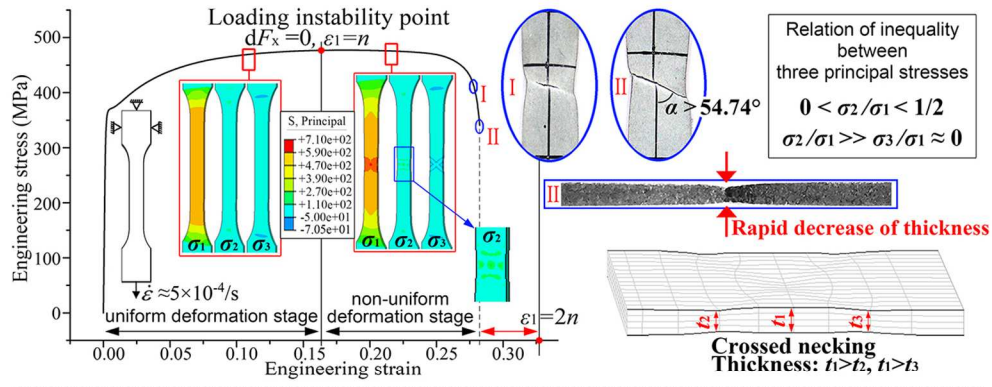 Loading instability point
dFₓ=0, ε1=n
Engineering stress (MPa)
500
400
300
200
100
0
S, Principal
+7.10e+02
+5.90e+02
+4.70e+02
+3.90e+02
+2.70e+02
+1.10e+02
-5.00e+01
-7.05e+01
σ1 σ2 σ3
σ1 σ2 σ3
σ2
I
II
ε̇ ≈5×10⁻⁴/s
uniform deformation stage
non-uniform
deformation stage
ε1=2n
0.00 0.05 0.10 0.15 0.20 0.25 0.30
Engineering strain
I
II
α > 54.74°
Relation of inequality
between
three principal stresses
0 < σ2/σ1 < 1/2
σ2/σ1 >> σ3/σ1 ≈ 0
II
Rapid decrease of thickness
t2 t1 t3
Crossed necking
Thickness: t1>t2, t1>t3